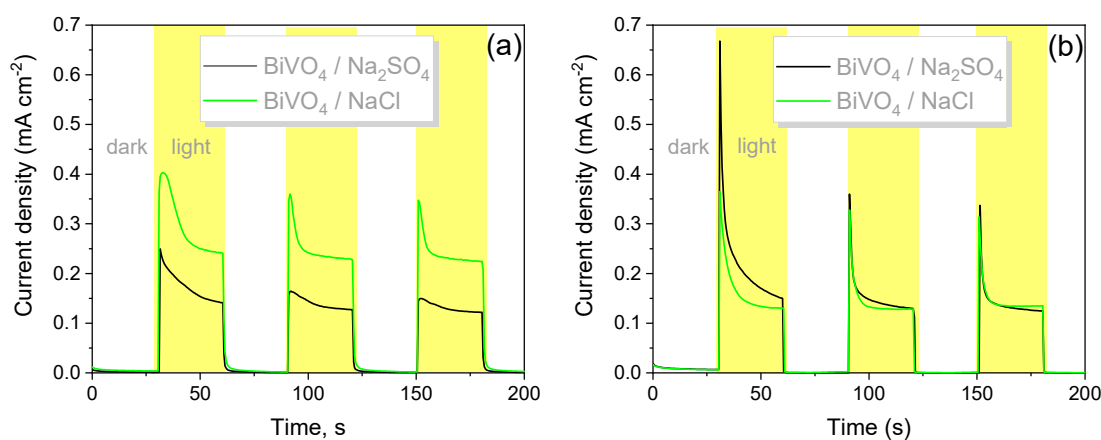 (a)
BiVO₄ / Na₂SO₄
BiVO₄ / NaCl
dark light
Current density (mA cm⁻²)
0.7
0.6
0.5
0.4
0.3
0.2
0.1
0.0
0 50 100 150 200
Time, s
(b)
BiVO₄ / Na₂SO₄
BiVO₄ / NaCl
dark light
Current density (mA cm⁻²)
0.7
0.6
0.5
0.4
0.3
0.2
0.1
0.0
0 50 100 150 200
Time (s)